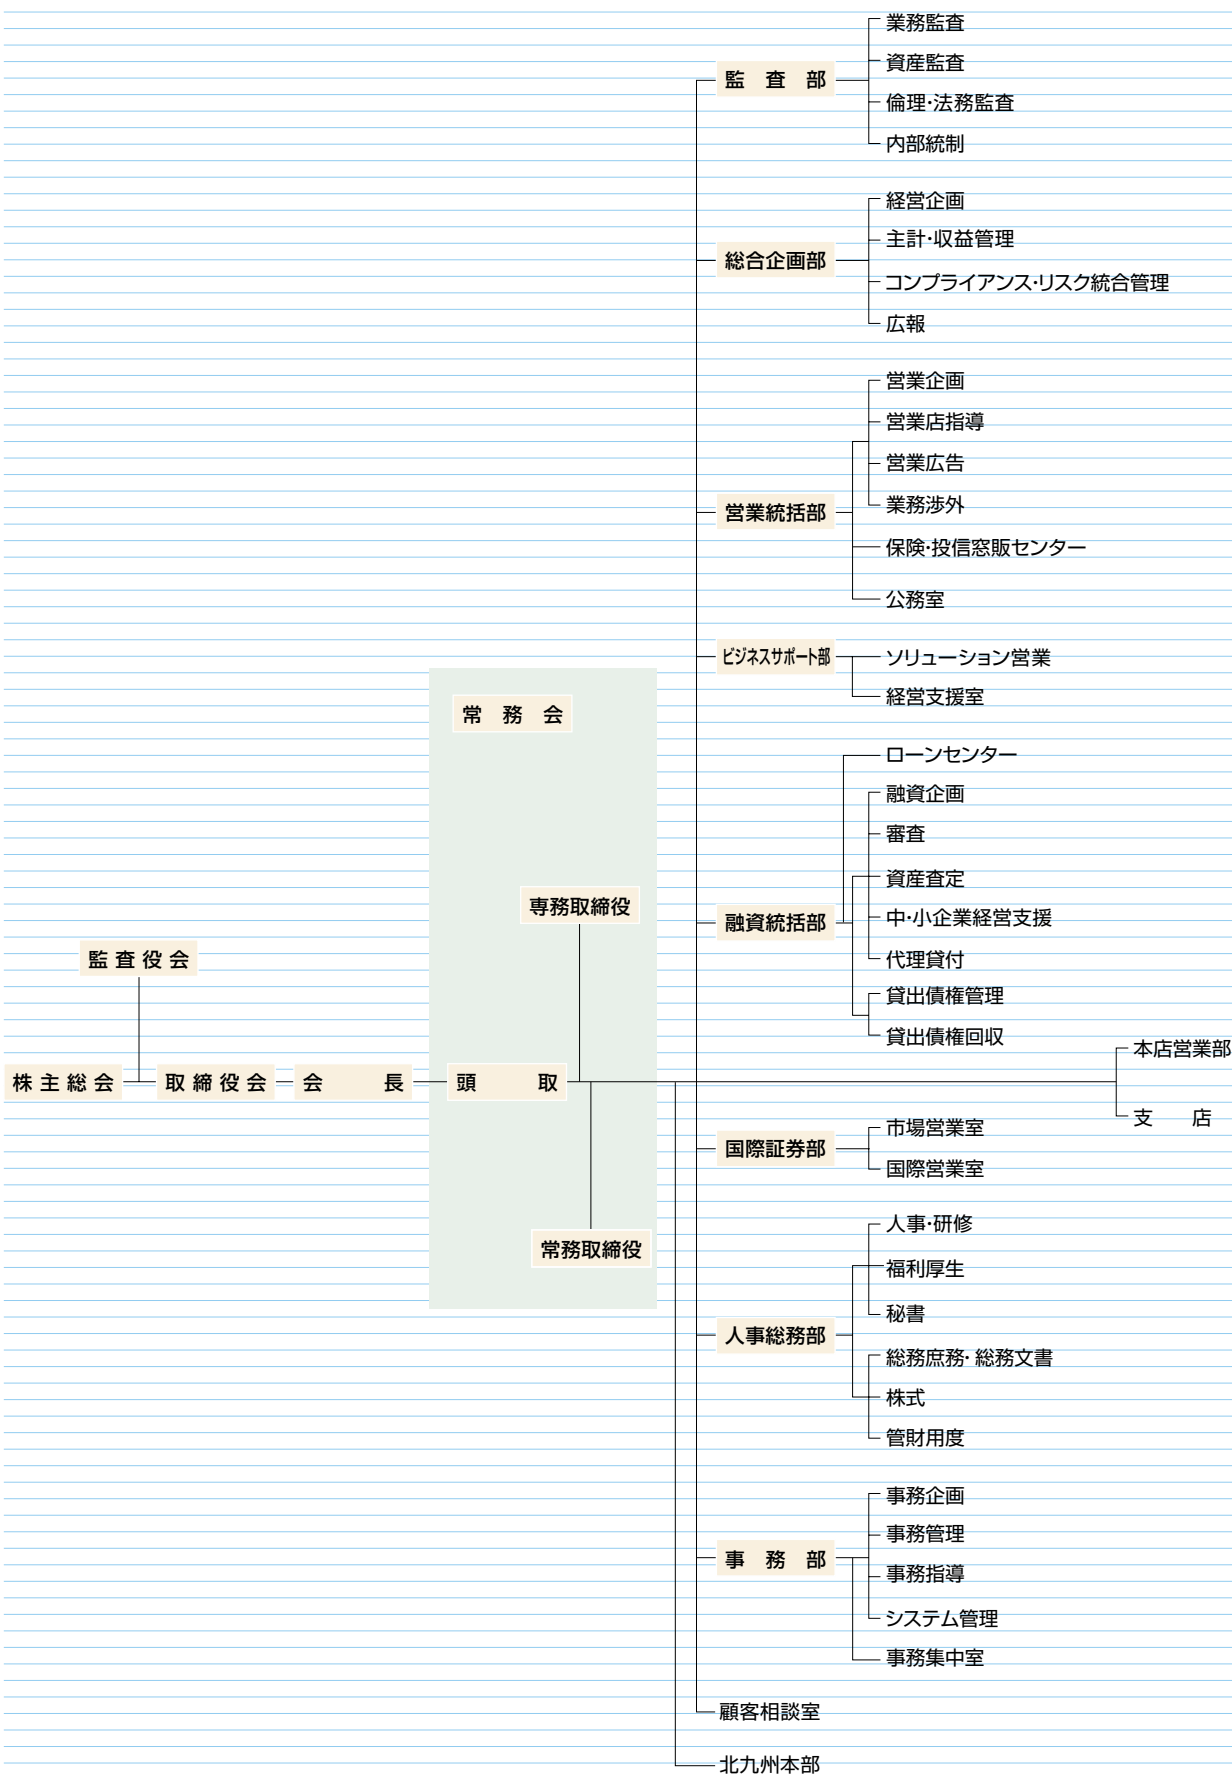 業務監査
資産監査
監　査　部
倫理・法務監査
内部統制
経営企画
主計・収益管理
総合企画部
コンプライアンス・リスク統合管理
広報
営業企画
営業店指導
営業広告
業務渉外
営業統括部
保険・投信窓販センター
公務室
ビジネスサポート部
ソリューション営業
経営支援室
常　務　会
ローンセンター
融資企画
審査
資産査定
専務取締役
融資統括部
中・小企業経営支援
代理貸付
監 査 役 会
貸出債権管理
貸出債権回収
本店営業部
株 主 総 会
取 締 役 会
会　　　長
頭　　　取
支　　店
市場営業室
国際証券部
国際営業室
人事・研修
常務取締役
福利厚生
秘書
人事総務部
総務庶務・総務文書
株式
管財用度
事務企画
事務管理
事　務　部
事務指導
システム管理
事務集中室
顧客相談室
北九州本部